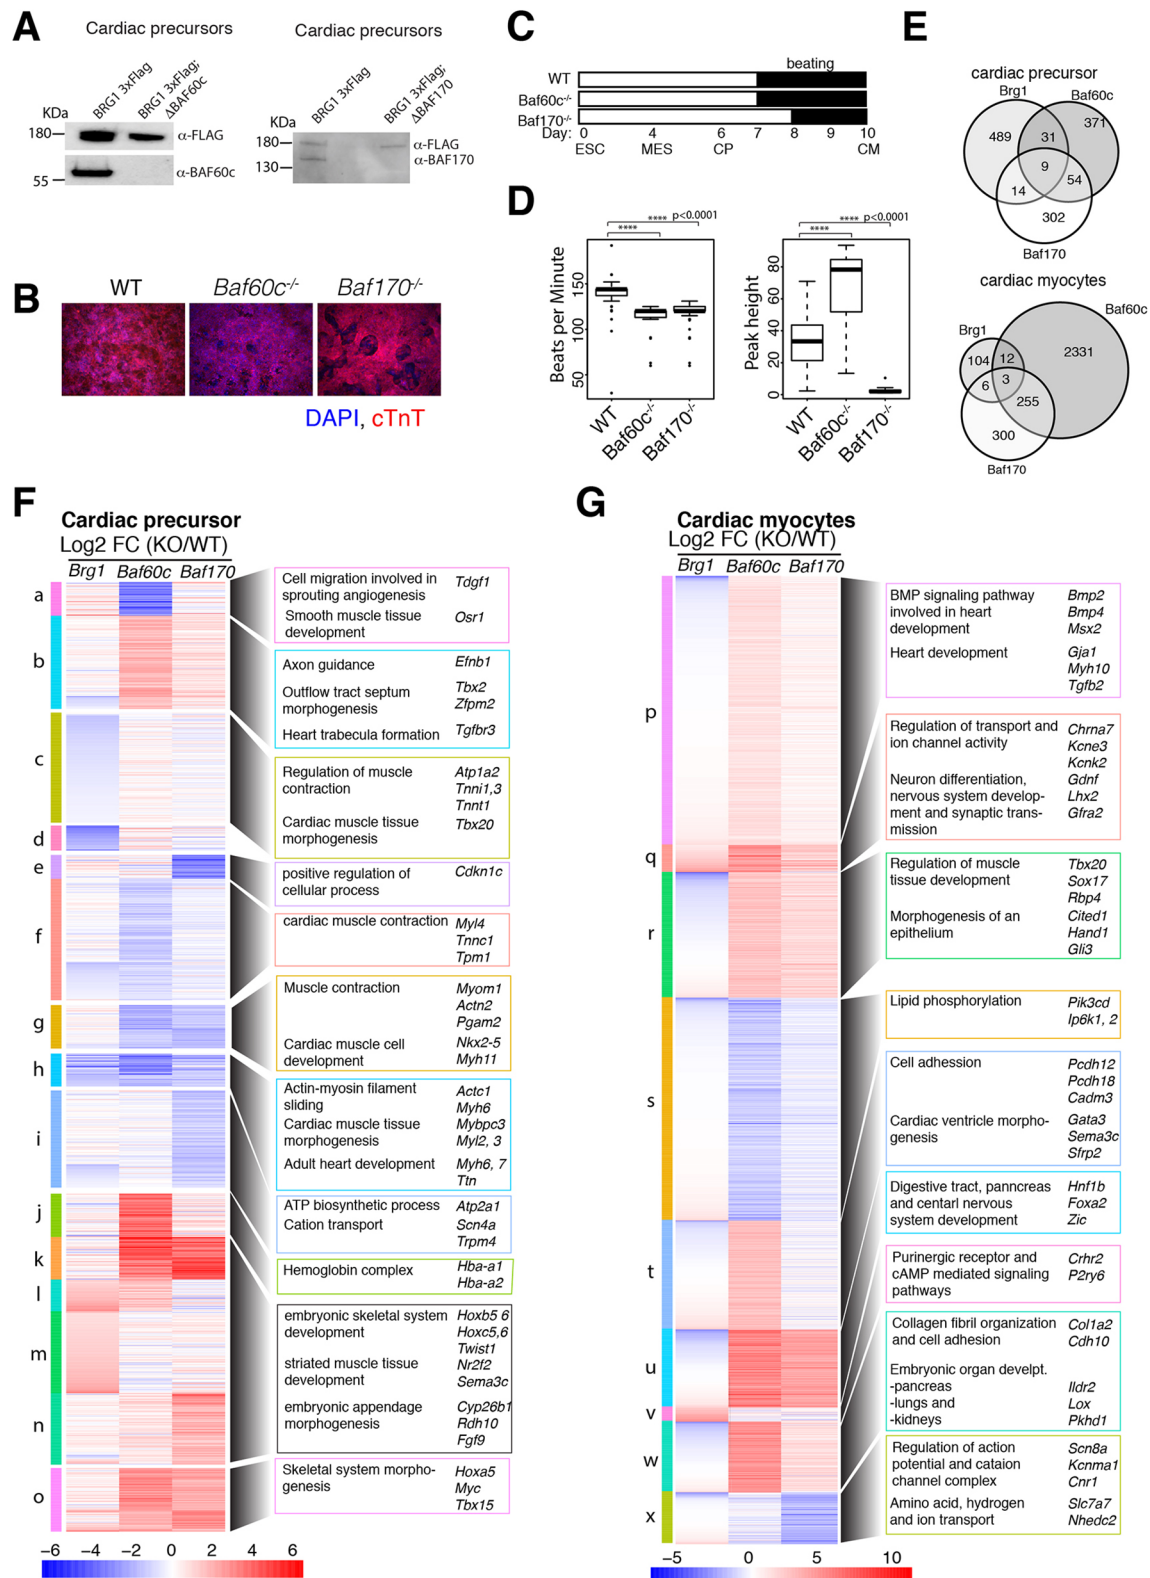 A
Cardiac precursors
BRG1 3xFlag
BRG1 3xFlag;
ΔBAF60c
KDa
180
α-FLAG
55
α-BAF60c
Cardiac precursors
BRG1 3xFlag
BRG1 3xFlag;
ΔBAF170
KDa
180
α-FLAG
α-BAF170
130
B
WT
Baf60c-/-
Baf170-/-
DAPI, cTnT
C
beating
WT
Baf60c-/-
Baf170-/-
Day: 0 4 6 7 8 9 10
ESC MES CP CM
D
**** p<0.0001
****
Beats per Minute
150
100
50
WT
Baf60c-/-
Baf170-/-
**** p<0.0001
****
Peak height
80
60
40
20
0
WT
Baf60c-/-
Baf170-/-
E
cardiac precursor
Brg1
Baf60c
489 31 371
9
14 54
302
Baf170
cardiac myocytes
Baf60c
Brg1
104 12 2331
6 3
255
300
Baf170
F
Cardiac precursor
Log2 FC (KO/WT)
Brg1 Baf60c Baf170
a
b
c
d
e
f
g
h
i
j
k
l
m
n
o
Cell migration involved in Tdgf1
sprouting angiogenesis
Smooth muscle tissue Osr1
development
Axon guidance Efnb1
Outflow tract septum Tbx2
morphogenesis Zfpm2
Heart trabecula formation Tgfbr3
Regulation of muscle Atp1a2
contraction Tnni1,3
Tnnt1
Cardiac muscle tissue Tbx20
morphogenesis
positive regulation of Cdkn1c
cellular process
cardiac muscle contraction Myl4
Tnnc1
Tpm1
Muscle contraction Myom1
Actn2
Pgam2
Cardiac muscle cell Nkx2-5
development Myh11
Actin-myosin filament Actc1
sliding Myh6
Cardiac muscle tissue Mybpc3
morphogenesis Myl2, 3
Adult heart development Myh6, 7
Ttn
ATP biosynthetic process Atp2a1
Cation transport Scn4a
Trpm4
Hemoglobin complex Hba-a1
Hba-a2
embryonic skeletal system Hoxb5 6
development Hoxc5,6
Twist1
striated muscle tissue Nr2f2
development Sema3c
embryonic appendage Cyp26b1
morphogenesis Rdh10
Fgf9
Skeletal system morpho- Hoxa5
genesis Myc
Tbx15
−6 −4 −2 0 2 4 6
G
Cardiac myocytes
Log2 FC (KO/WT)
Brg1 Baf60c Baf170
p
q
r
s
t
u
v
w
x
BMP signaling pathway Bmp2
involved in heart Bmp4
development Msx2
Heart development Gja1
Myh10
Tgfb2
Regulation of transport and Chrna7
ion channel activity Kcne3
Kcnk2
Neuron differentiation, Gdnf
nervous system develop- Lhx2
ment and synaptic trans- Gfra2
mission
Regulation of muscle Tbx20
tissue development Sox17
Rbp4
Morphogenesis of an Cited1
epithelium Hand1
Gli3
Lipid phosphorylation Pik3cd
Ip6k1, 2
Cell adhession Pcdh12
Pcdh18
Cadm3
Cardiac ventricle morpho- Gata3
genesis Sema3c
Sfrp2
Digestive tract, panncreas Hnf1b
and centarl nervous Foxa2
system development Zic
Purinergic receptor and Crhr2
cAMP mediated signaling P2ry6
pathways
Collagen fibril organization Col1a2
and cell adhesion Cdh10
Embryonic organ develpt.
-pancreas Ildr2
-lungs and Lox
-kidneys Pkhd1
Regulation of action Scn8a
potential and cataion Kcnma1
channel complex Cnr1
Amino acid, hydrogen Slc7a7
and ion transport Nhedc2
−5 0 5 10